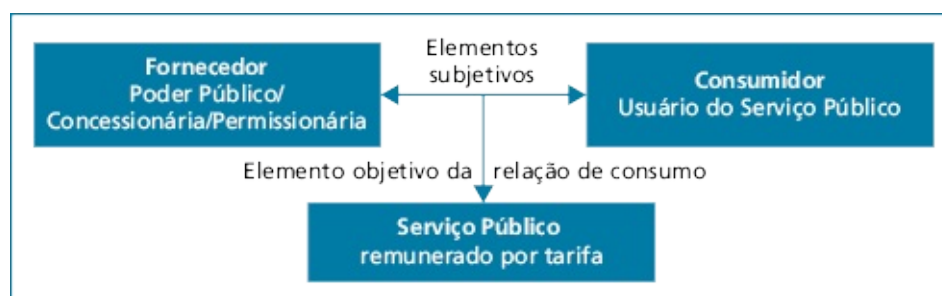 Fornecedor
Poder Público/
Concessionária/Permissionária
Elementos
subjetivos
Consumidor
Usuário do Serviço Público
Elemento objetivo da relação de consumo
Serviço Público
remunerado por tarifa